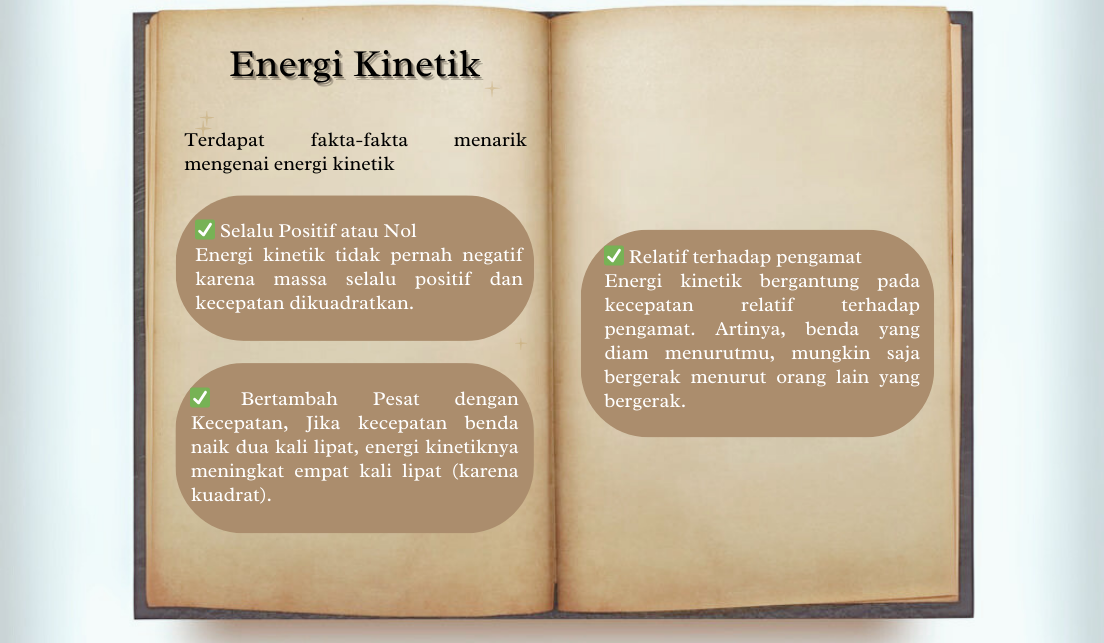 Energi Kinetik
Terdapat fakta-fakta menarik
mengenai energi kinetik
✅ Selalu Positif atau Nol
Energi kinetik tidak pernah negatif
karena massa selalu positif dan
kecepatan dikuadratkan.
✅ Bertambah Pesat dengan
Kecepatan, Jika kecepatan benda
naik dua kali lipat, energi kinetiknya
meningkat empat kali lipat (karena
kuadrat).
✅ Relatif terhadap pengamat
Energi kinetik bergantung pada
kecepatan relatif terhadap
pengamat. Artinya, benda yang
diam menurutmu, mungkin saja
bergerak menurut orang lain yang
bergerak.